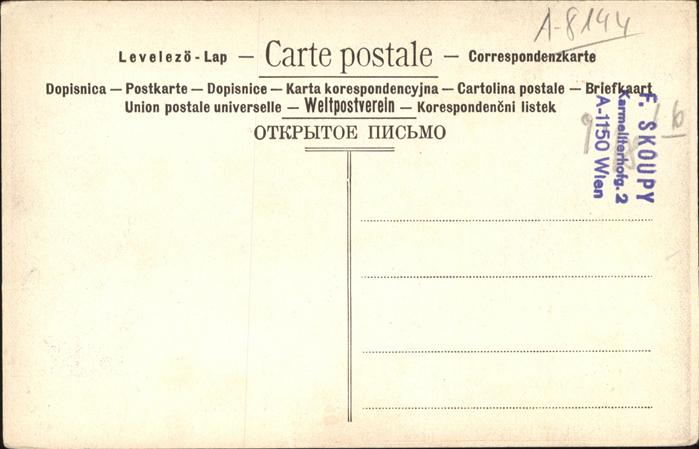 A-8144
Levelező-Lap — Carte postale — Correspondenzkarte
Dopisnica — Postkarte — Dopisnice — Karta korespondencyjna — Cartolina postale — Briefkaart
Union postale universelle — Weltpostverein — Korespondenčni listek
ОТКРЫТОЕ ПИСЬМО
F. SKOUPY
Karmeliterhofg. 2
A-1150 Wien